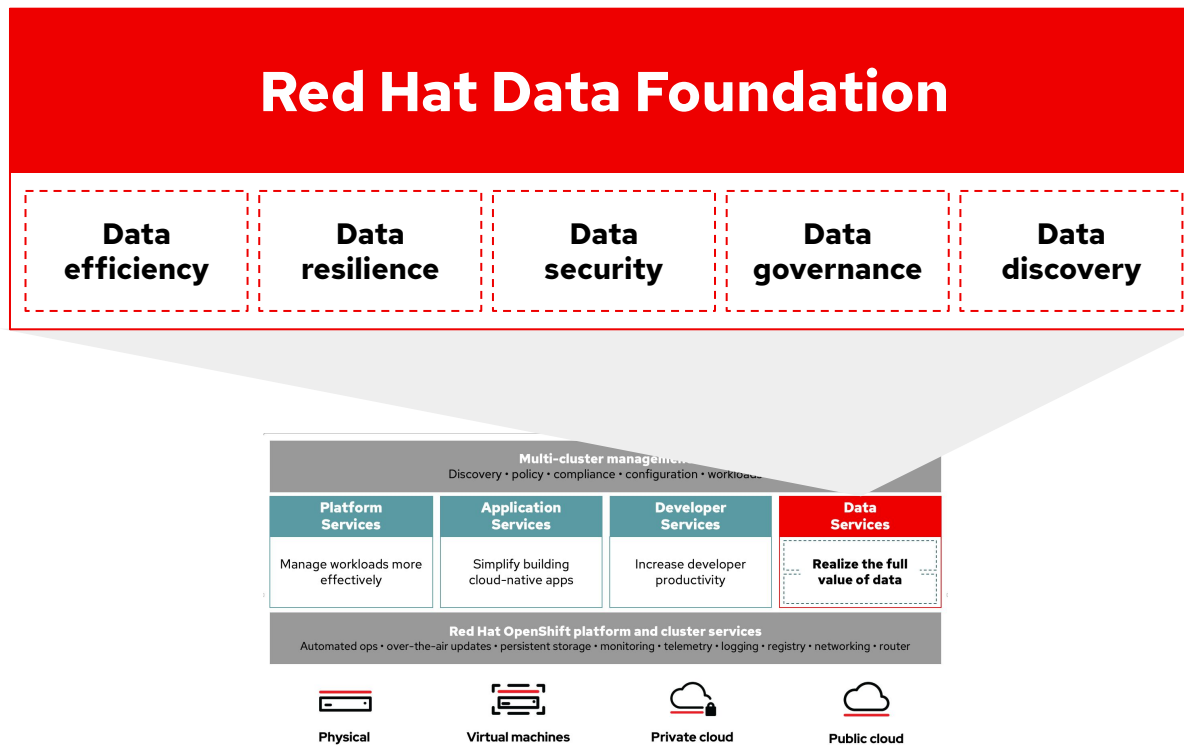 Red Hat Data Foundation
Data
efficiency
Data
resilience
Data
security
Data
governance
Data
discovery
Multi-cluster
Discovery • policy • compliance • configuration •
Platform
Services
Application
Services
Developer
Services
Data
Services
Manage workloads more
effectively
Simplify building
cloud-native apps
Increase developer
productivity
Realize the full
value of data
Red Hat OpenShift platform and cluster services
Automated ops • over-the-air updates • persistent storage • monitoring • telemetry • logging • registry • networking • router
Physical
Virtual machines
Private cloud
Public cloud